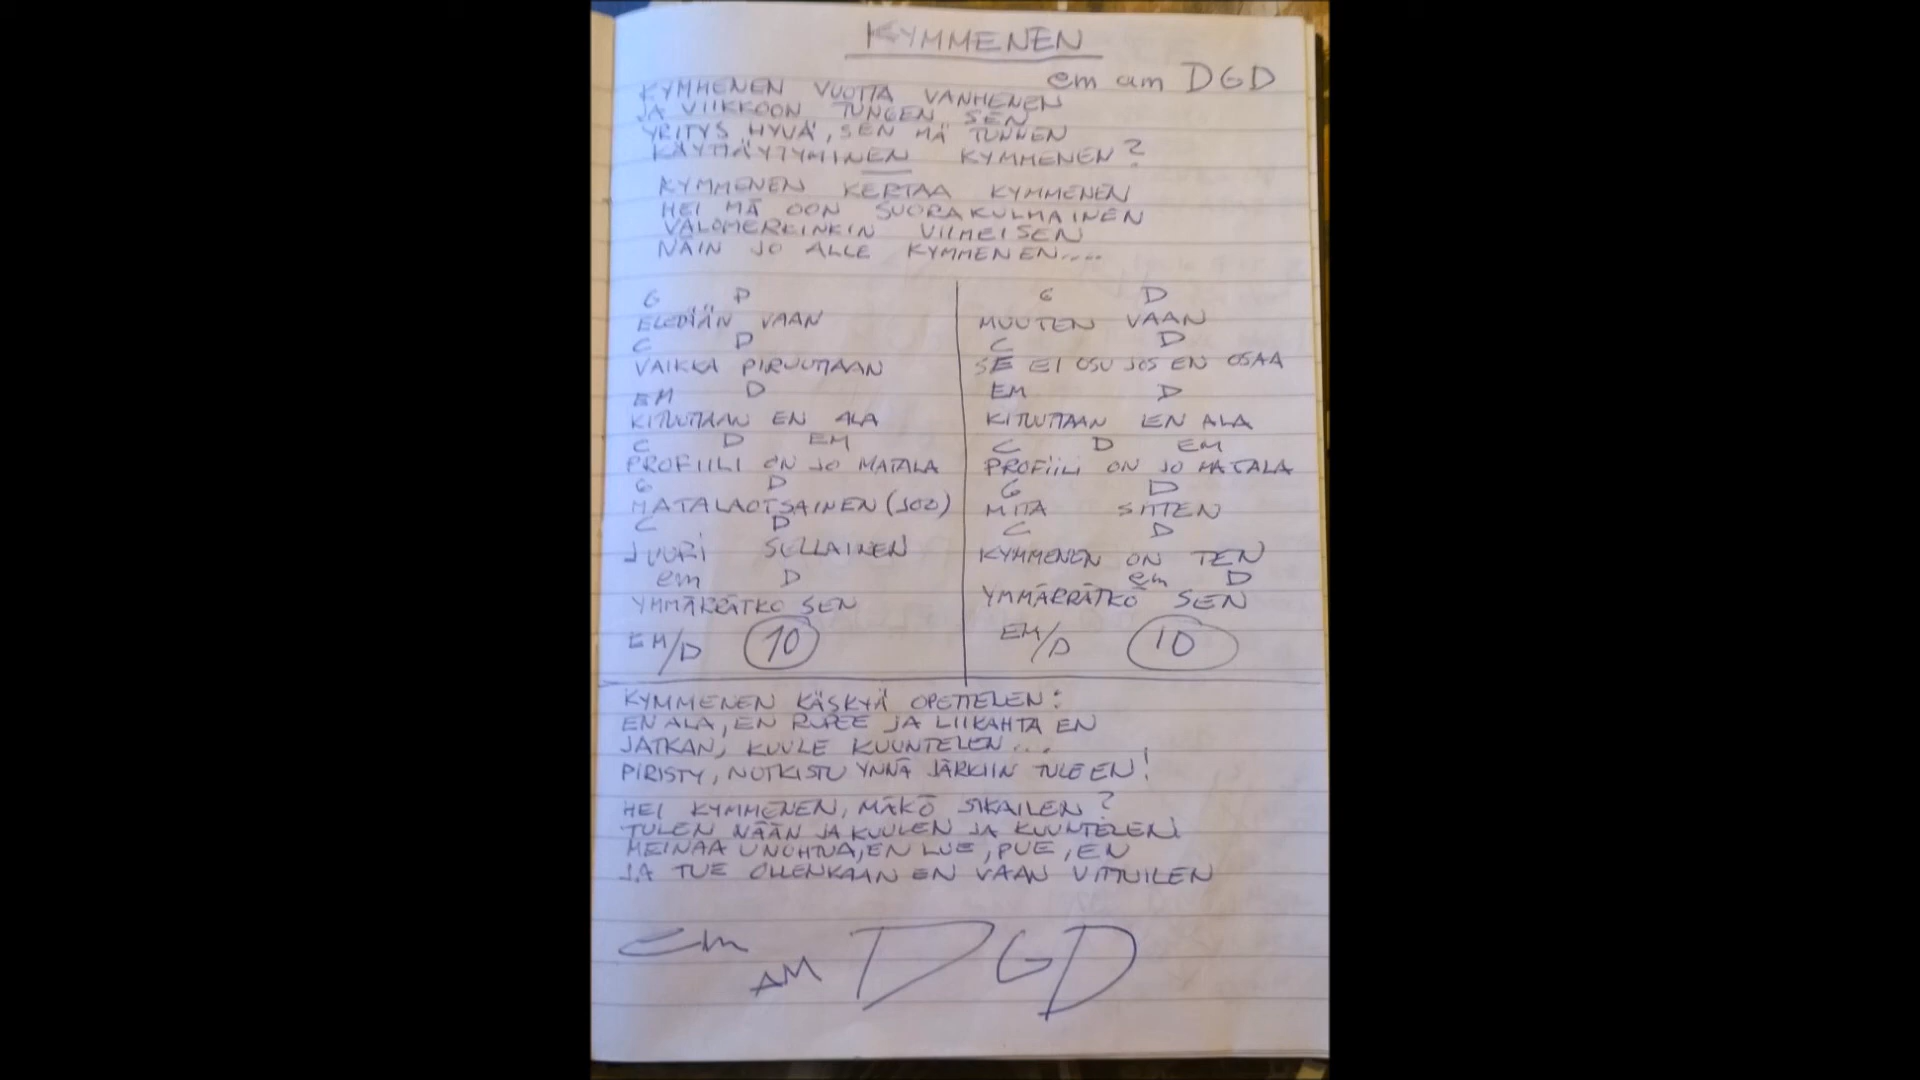 KYMMENEN
em am DGD
KYMMENEN VUOTTA VANHENEN
JA VIIKKOON TUNGEN SEN
YRITYS HYVÄ, SEN MÄ TUNNEN
KÄYTTÄYTYMINEN KYMMENEN?
KYMMENEN KERTAA KYMMENEN
HEI MÄ OON SUORAKULMAINEN
VALOMERKINKIN VIIMEISEN
NÄIN JO ALLE KYMMENEN....
G D
ELETÄÄN VAAN
C D
VAIKKA PIRUUTTAAN
EM D
KITUUTTAAN EN ALA
C D EM
PROFIILI ON JO MATALA
G D
MATALAOTSAINEN (JOO)
C D
JUURI SELLAINEN
em D
YMMÄRRÄTKÖ SEN
EM/D 10
G D
MUUTEN VAAN
C D
SE EI OSU JOS EN OSAA
EM D
KITUUTTAAN EN ALA
C D EM
PROFIILI ON JO MATALA
G D
MITÄ SITTEN
C D
KYMMENEN ON TEN
em D
YMMÄRRÄTKÖ SEN
EM/D 10
KYMMENEN KÄSKYÄ OPETTELEN:
EN ALA, EN RUPEE JA LIIKAHTA EN
JATKAN, KUULE KUUNTELEN...
PIRISTY, NOTKISTU YNNÄ JÄRKIIN TULEEN!
HEI KYMMENEN, MÄKÖ SIKAILEN?
TULEN NÄÄN JA KUULEN JA KUUNTELEN
MEINAA UNOHTUA, EN LUE, PUE, EN
JA TUE OLLENKAAN EN VAAN VITTUILEN
em
AM DGD